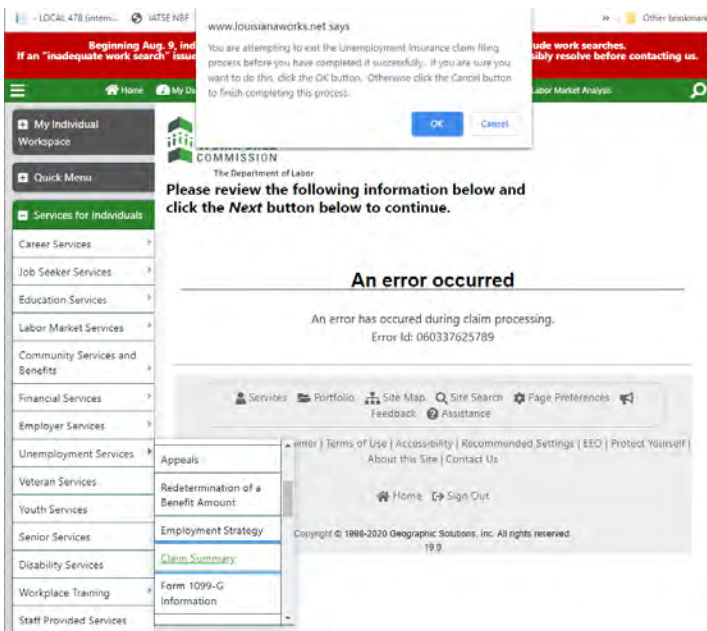 - LOCAL 478 (intern...
IATSE NBF
Other bookmark
www.louisianaworks.net says
You are attempting to exit the Unemployment Insurance claim filing
process before you have completed it successfully. If you are sure you
want to do this, click the OK button. Otherwise click the Cancel button
to finish completing this process.
OK
Cancel
Beginning Aug. 9, ind
ude work searches.
If an "inadequate work search" issue
sibly resolve before contacting us.
Home
My Da
Labor Market Analysis
My Individual
Workspace
Quick Menu
Services for Individuals
Career Services
Job Seeker Services
Education Services
Labor Market Services
Community Services and
Benefits
Financial Services
Employer Services
Unemployment Services
Veteran Services
Youth Services
Senior Services
Disability Services
Workplace Training
Staff Provided Services
Appeals
Redetermination of a
Benefit Amount
Employment Strategy
Claim Summary
Form 1099-G
Information
COMMISSION
The Department of Labor
Please review the following information below and
click the Next button below to continue.
An error occurred
An error has occured during claim processing.
Error Id: 060337625789
Services Portfolio Site Map Site Search Page Preferences
Feedback Assistance
imer | Terms of Use | Accessibility | Recommended Settings | EEO | Protect Yourself |
About this Site | Contact Us
Home Sign Out
Copyright © 1998-2020 Geographic Solutions, Inc. All rights reserved.
19.0